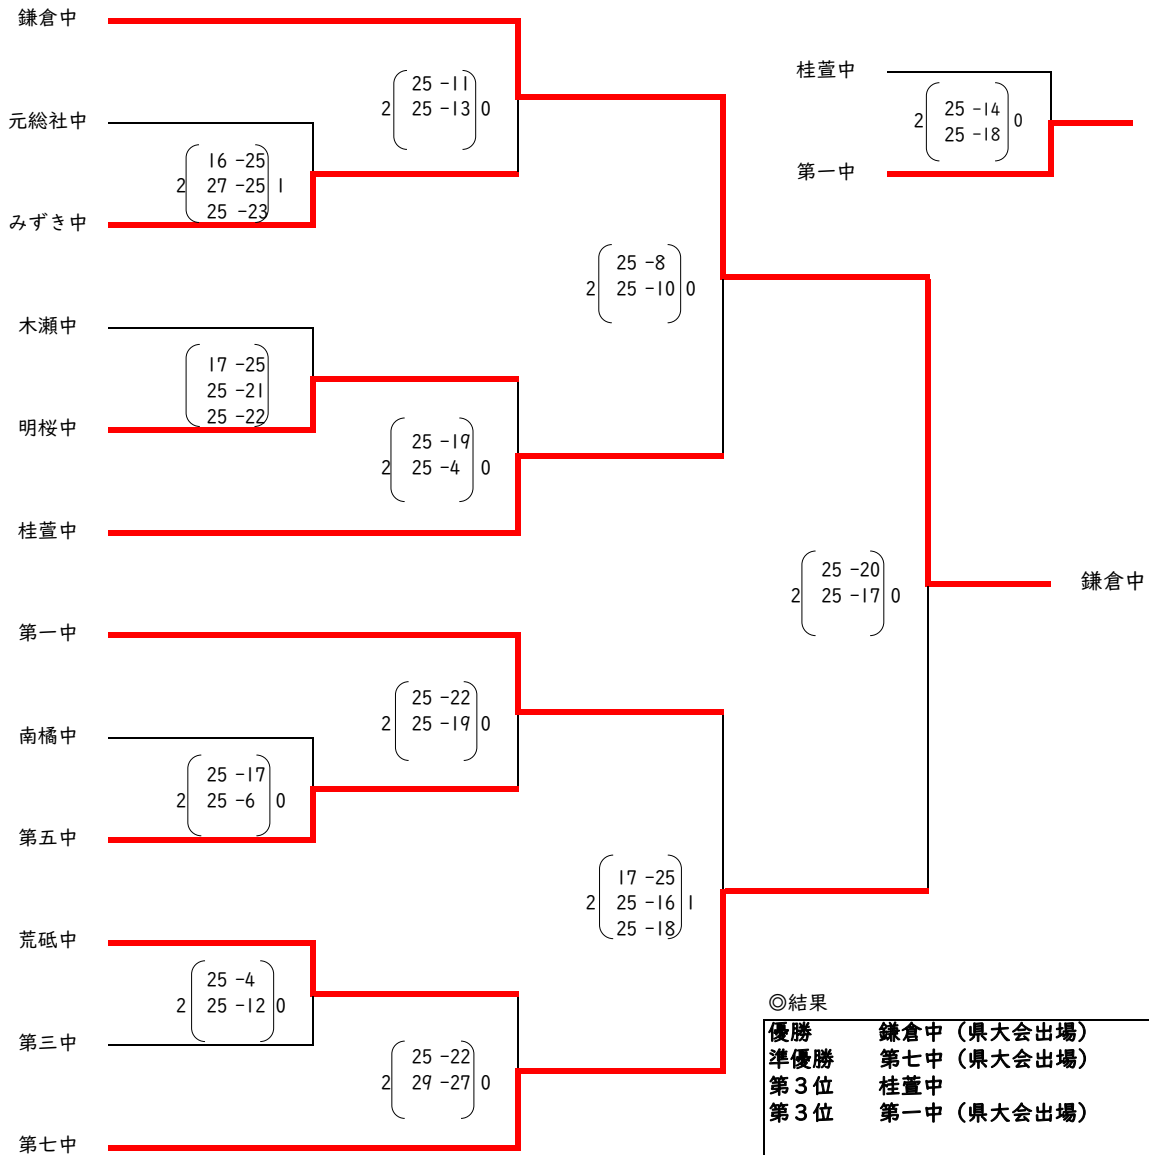 鎌倉中
桂萱中
25 -11
2 25 -13 0
25 -14
2 25 -18 0
元総社中
16 -25
2 27 -25 1
25 -23
第一中
みずき中
25 -8
2 25 -10 0
木瀬中
17 -25
25 -21
25 -22
明桜中
25 -19
2 25 -4 0
桂萱中
25 -20
2 25 -17 0
鎌倉中
第一中
25 -22
2 25 -19 0
南橘中
25 -17
2 25 -6 0
第五中
17 -25
2 25 -16 1
25 -18
荒砥中
25 -4
2 25 -12 0
第三中
25 -22
2 29 -27 0
第七中
◎結果
優勝 鎌倉中（県大会出場）
準優勝 第七中（県大会出場）
第３位 桂萱中
第３位 第一中（県大会出場）